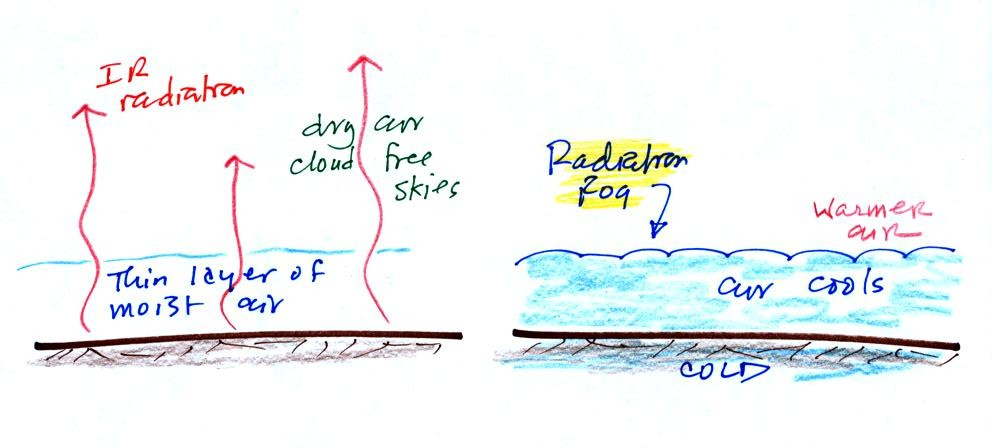 IR
radiation
dry air
cloud free
skies
Thin layer of
moist air
Radiation
Fog
Warmer
air
air cools
COLD